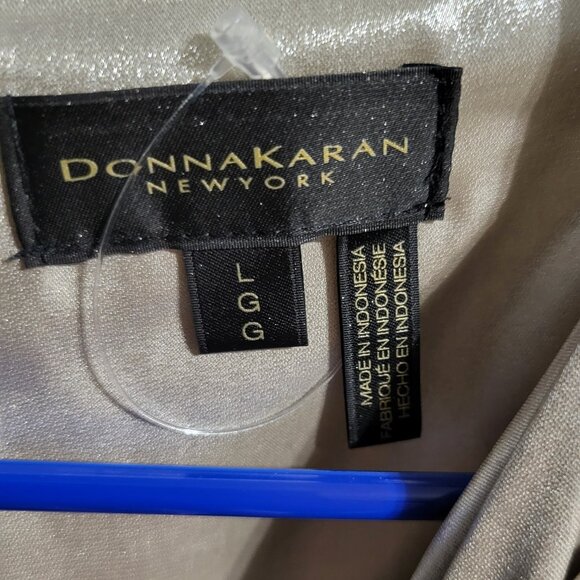 DONNAKARAN
NEWYORK
L
G
G
MADE IN INDONESIA
FABRIQUÉ EN INDONÉSIE
HECHO EN INDONESIA